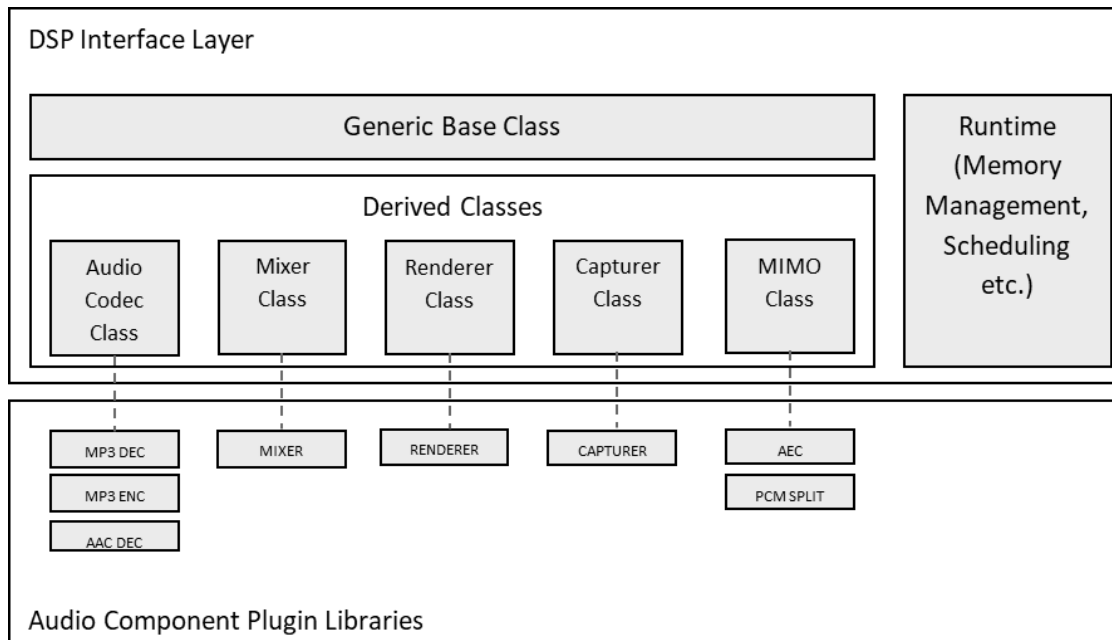 DSP Interface Layer
Generic Base Class
Runtime
(Memory
Management,
Scheduling
etc.)
Derived Classes
Audio
Codec
Class
Mixer
Class
Renderer
Class
Capturer
Class
MIMO
Class
MP3 DEC
MIXER
RENDERER
CAPTURER
AEC
MP3 ENC
PCM SPLIT
AAC DEC
Audio Component Plugin Libraries